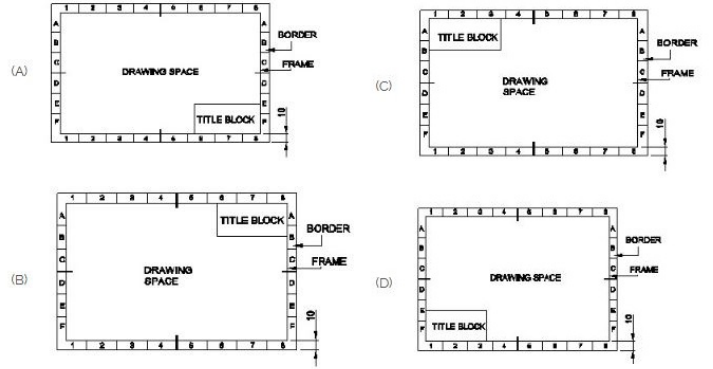 (A)
1 2 3 4 5 6 7 8
A A
B B
BORDER
C C
DRAWING SPACE
FRAME
D D
E E
F F
TITLE BLOCK
10
1 2 3 4 5 6 7 8
(B)
1 2 3 4 5 6 7 8
A A
TITLE BLOCK
B B
BORDER
C C
FRAME
DRAWING
SPACE
D D
E E
F F
10
1 2 3 4 5 6 7 8
(C)
1 2 3 4 5 6 7 8
A A
TITLE BLOCK
B B
BORDER
C C
FRAME
DRAWING
SPACE
D D
E E
F F
10
1 2 3 4 5 6 7 8
(D)
1 2 3 4 5 6 7 8
A A
B B
BORDER
C C
FRAME
DRAWING SPACE
D D
E E
F F
TITLE BLOCK
10
1 2 3 4 5 6 7 8